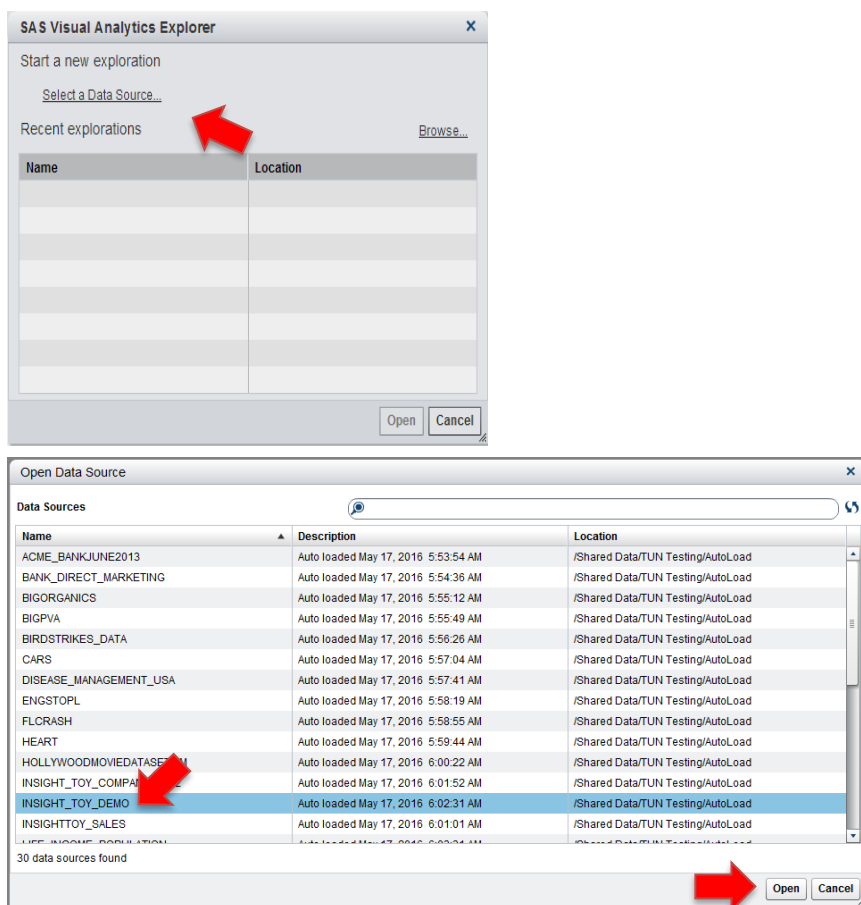 SAS Visual Analytics Explorer
Start a new exploration
Select a Data Source...
Recent explorations Browse...
Name Location
Open Cancel
Open Data Source
Data Sources
Name Description Location
ACME_BANKJUNE2013 Auto loaded May 17, 2016 5:53:54 AM /Shared Data/TUN Testing/AutoLoad
BANK_DIRECT_MARKETING Auto loaded May 17, 2016 5:54:36 AM /Shared Data/TUN Testing/AutoLoad
BIGORGANICS Auto loaded May 17, 2016 5:55:12 AM /Shared Data/TUN Testing/AutoLoad
BIGPVA Auto loaded May 17, 2016 5:55:49 AM /Shared Data/TUN Testing/AutoLoad
BIRDSTRIKES_DATA Auto loaded May 17, 2016 5:56:26 AM /Shared Data/TUN Testing/AutoLoad
CARS Auto loaded May 17, 2016 5:57:04 AM /Shared Data/TUN Testing/AutoLoad
DISEASE_MANAGEMENT_USA Auto loaded May 17, 2016 5:57:41 AM /Shared Data/TUN Testing/AutoLoad
ENGSTOPL Auto loaded May 17, 2016 5:58:19 AM /Shared Data/TUN Testing/AutoLoad
FLCRASH Auto loaded May 17, 2016 5:58:55 AM /Shared Data/TUN Testing/AutoLoad
HEART Auto loaded May 17, 2016 5:59:44 AM /Shared Data/TUN Testing/AutoLoad
Auto loaded May 17, 2016 6:00:22 AM /Shared Data/TUN Testing/AutoLoad
Auto loaded May 17, 2016 6:01:52 AM /Shared Data/TUN Testing/AutoLoad
INSIGHT_TOY_DEMO Auto loaded May 17, 2016 6:02:31 AM /Shared Data/TUN Testing/AutoLoad
INSIGHTTOY_SALES Auto loaded May 17, 2016 6:01:01 AM /Shared Data/TUN Testing/AutoLoad
30 data sources found
Open Cancel